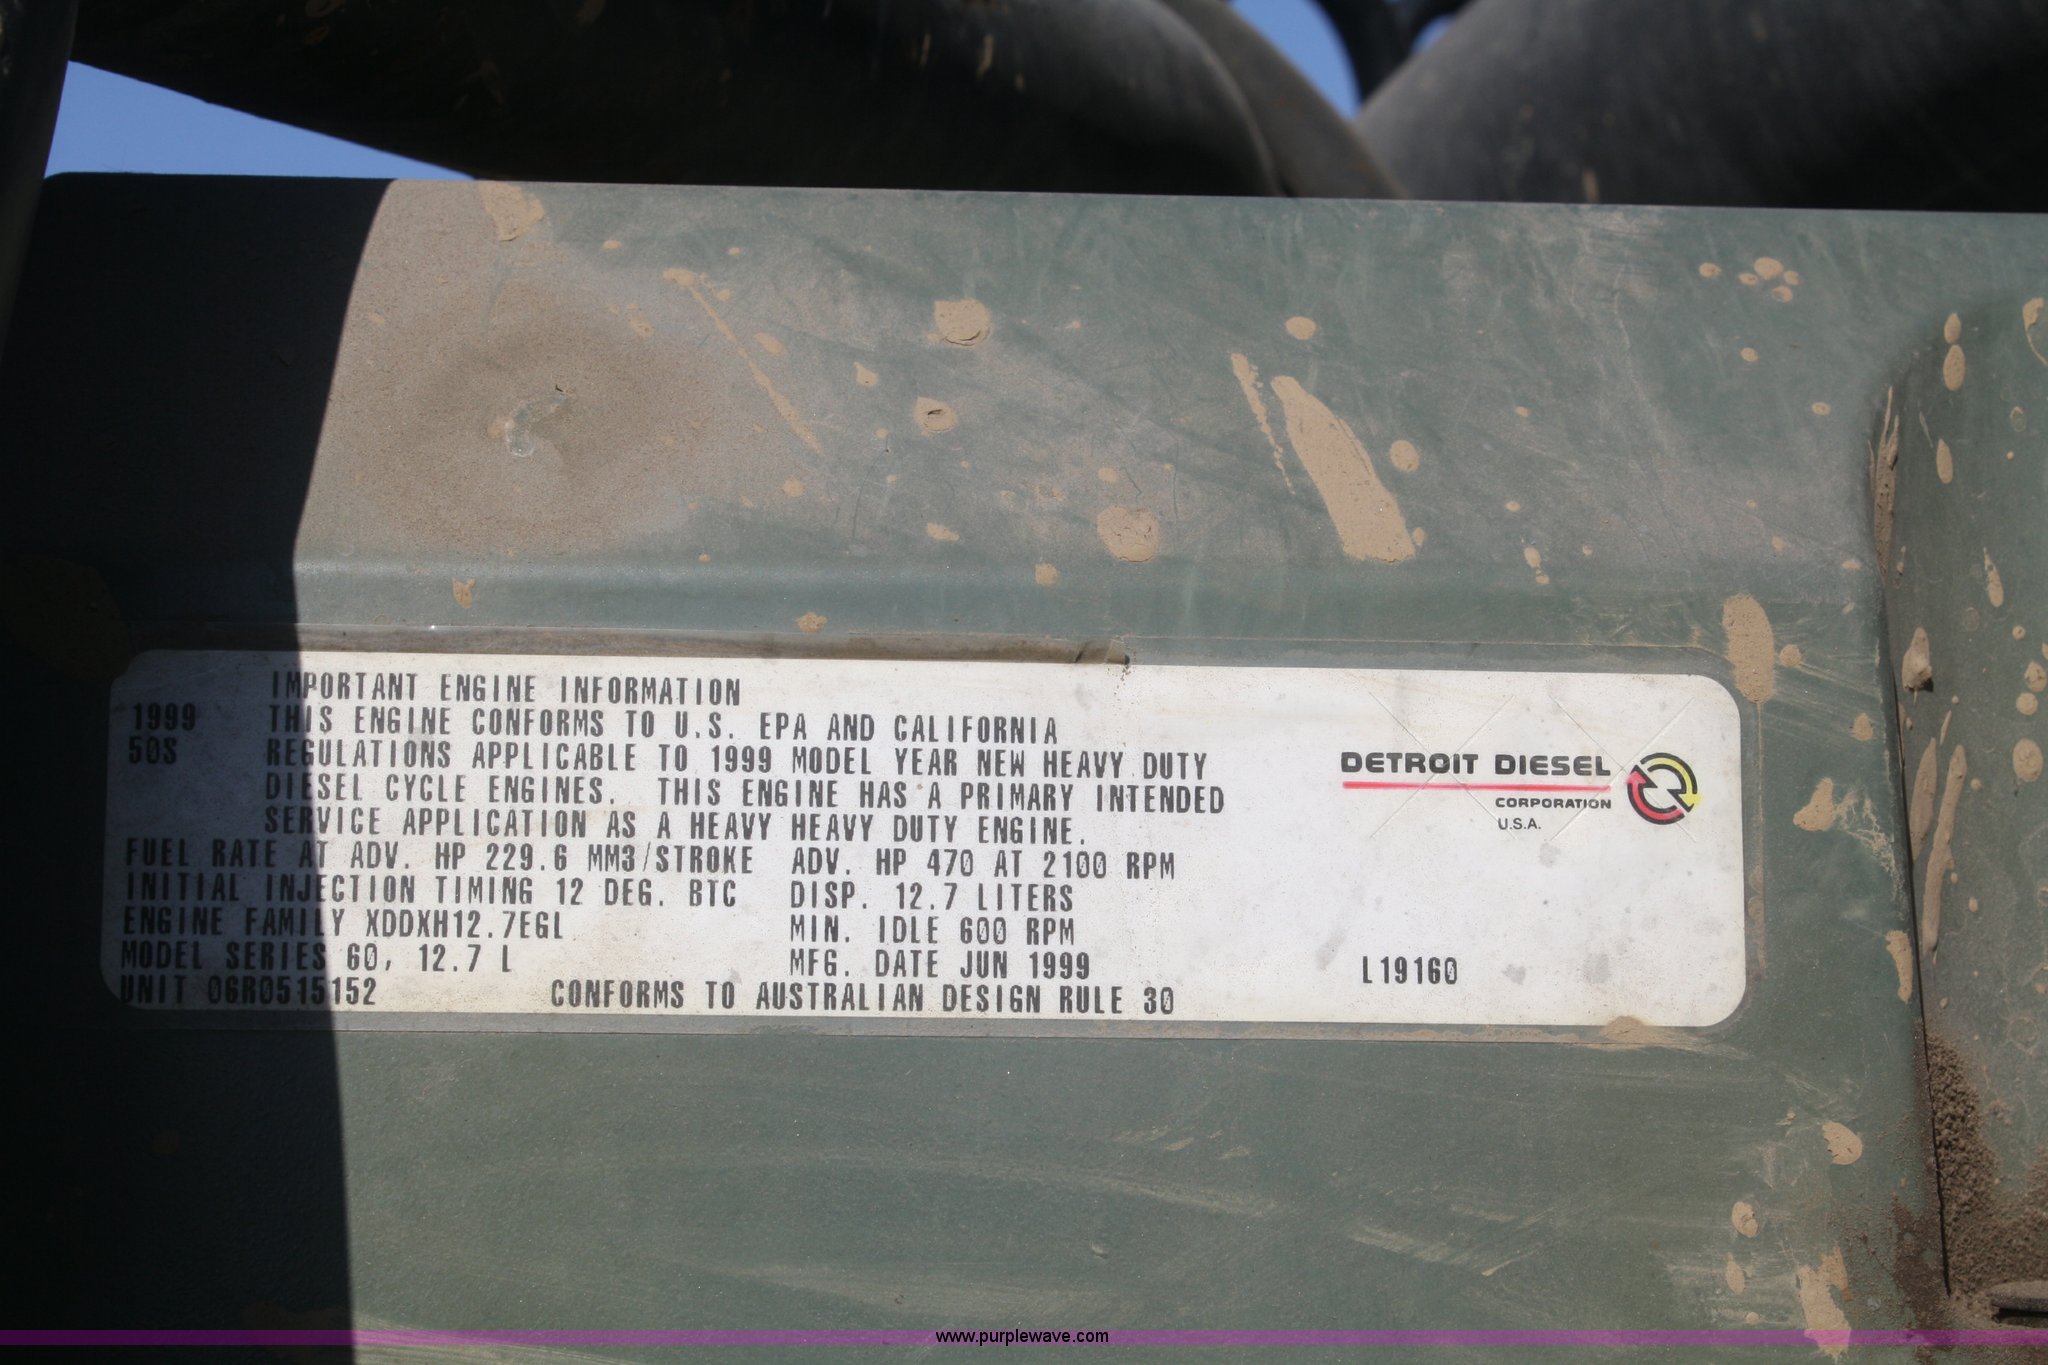 IMPORTANT ENGINE INFORMATION
1999 THIS ENGINE CONFORMS TO U.S. EPA AND CALIFORNIA
50S REGULATIONS APPLICABLE TO 1999 MODEL YEAR NEW HEAVY DUTY
DIESEL CYCLE ENGINES. THIS ENGINE HAS A PRIMARY INTENDED
SERVICE APPLICATION AS A HEAVY HEAVY DUTY ENGINE.
FUEL RATE AT ADV. HP 229.6 MM3/STROKE ADV. HP 470 AT 2100 RPM
INITIAL INJECTION TIMING 12 DEG. BTC DISP. 12.7 LITERS
ENGINE FAMILY XDDXH12.7EGL MIN. IDLE 600 RPM
MODEL SERIES 60, 12.7 L MFG. DATE JUN 1999
UNIT 06R0515152 CONFORMS TO AUSTRALIAN DESIGN RULE 30
DETROIT DIESEL
CORPORATION
U.S.A.
L19160
www.purplewave.com